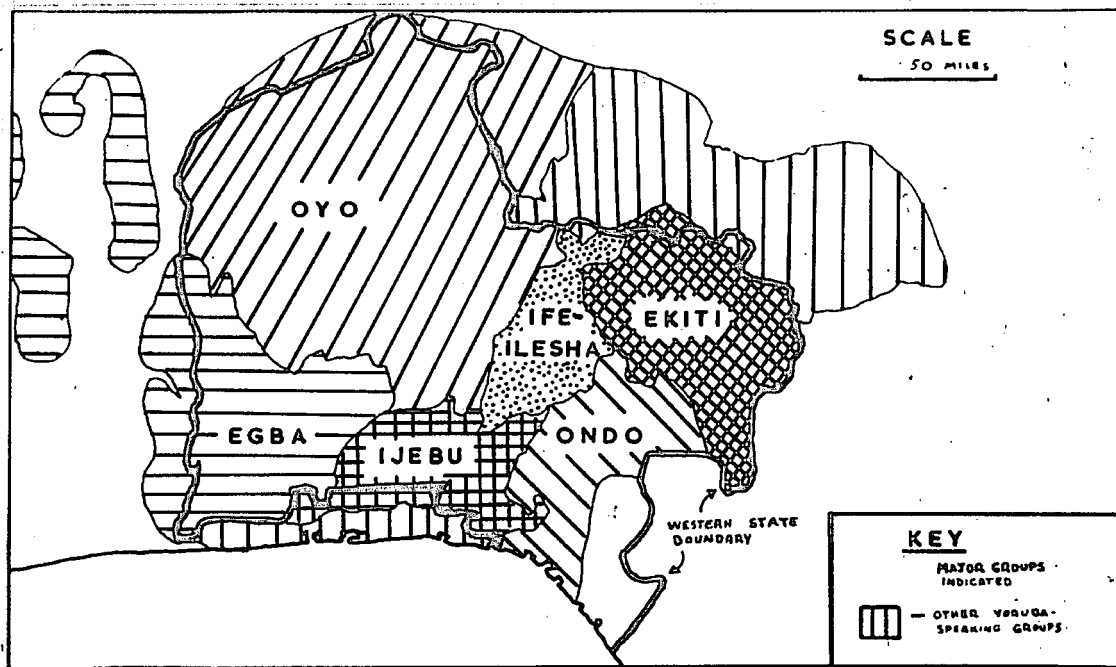 SCALE
50 MILES
OYO
IFE-
ILESHA
EKITI
EGBA
IJEBU
ONDO
WESTERN STATE
BOUNDARY
KEY
MAJOR GROUPS
INDICATED
— OTHER YORUBA-
SPEAKING GROUPS.